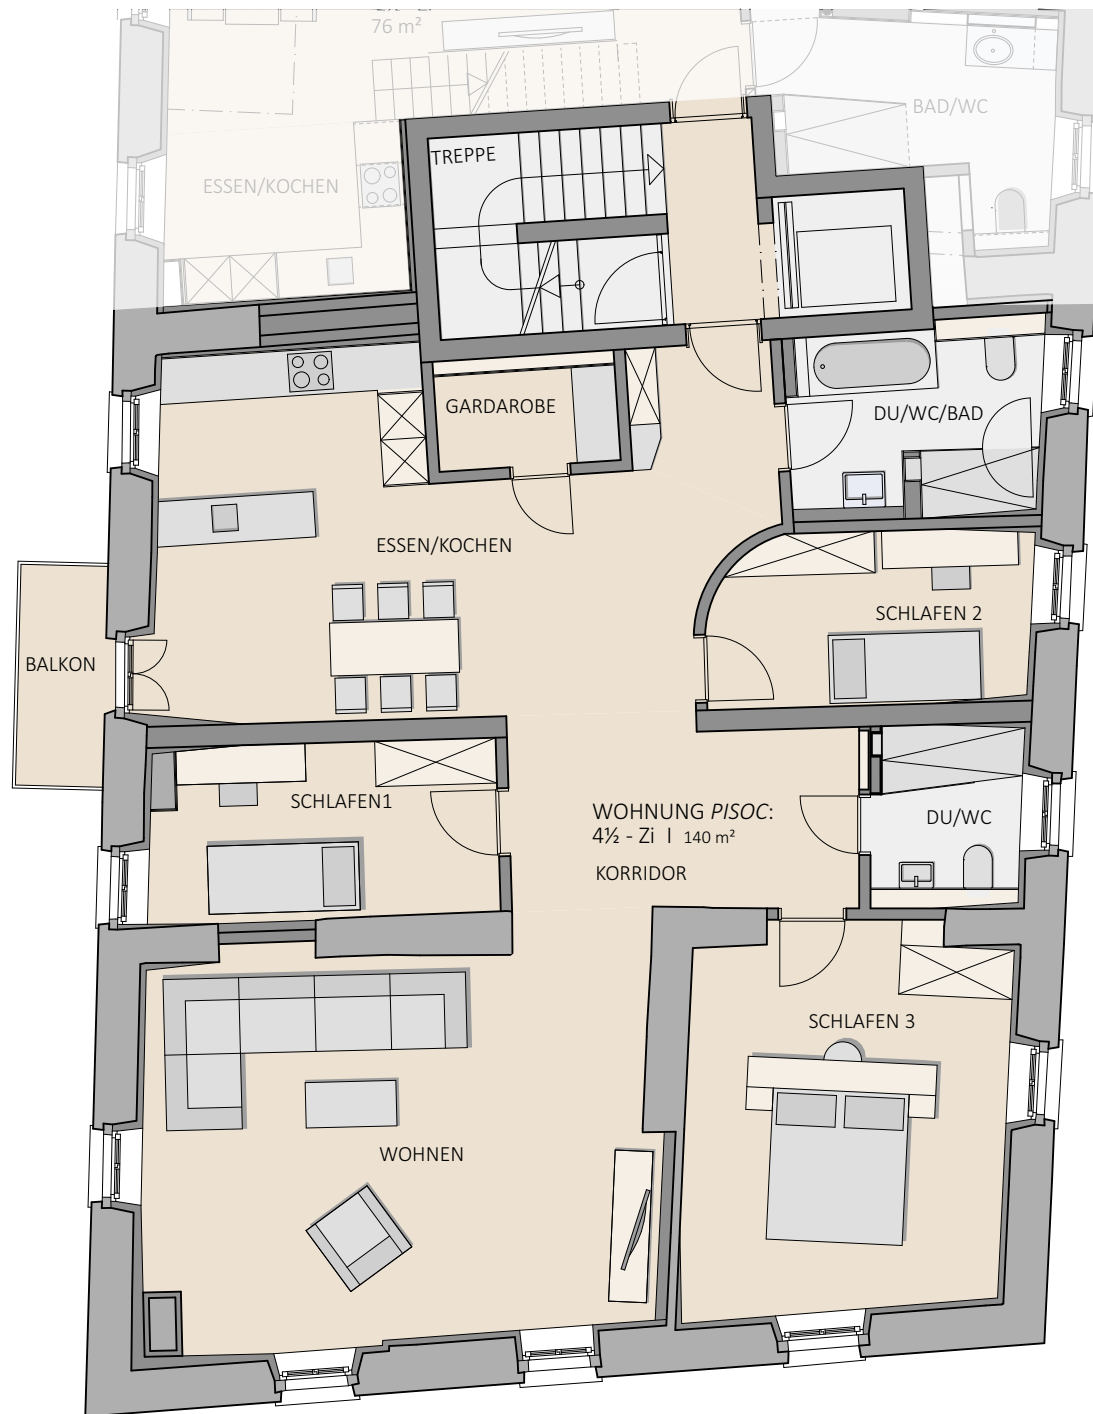 76 m²
BAD/WC
TREPPE
ESSEN/KOCHEN
GARDAROBE
DU/WC/BAD
ESSEN/KOCHEN
SCHLAFEN 2
BALKON
SCHLAFEN1
WOHNUNG PISOC:
4½ - Zi I 140 m²
KORRIDOR
DU/WC
SCHLAFEN 3
WOHNEN